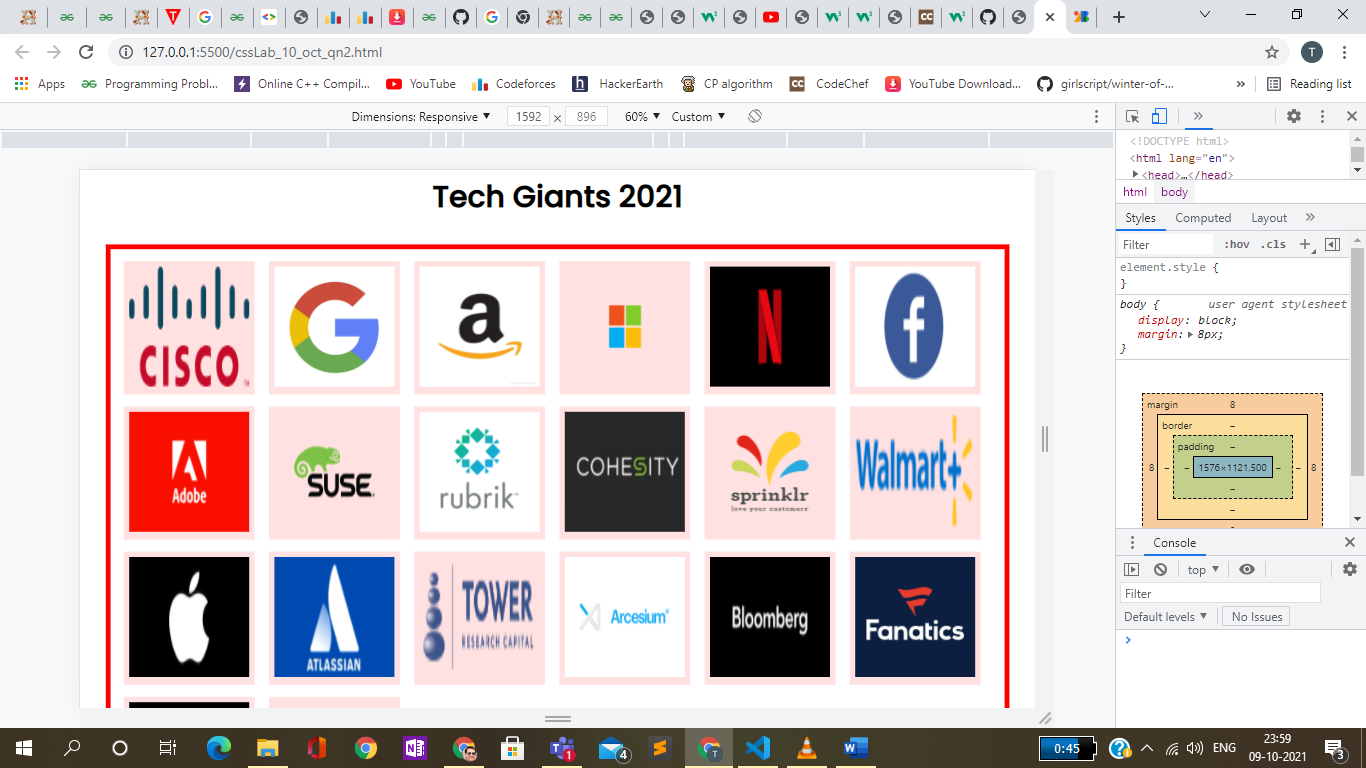 127.0.0.1:5500/cssLab_10_oct_qn2.html
T
Apps
Programming Probl...
Online C++ Compil...
YouTube
Codeforces
HackerEarth
CP algorithm
CodeChef
YouTube Download...
girlscript/winter-of-...
»
Reading list
Dimensions: Responsive
1592 × 896
60%
Custom
»
<!DOCTYPE html>
<html lang="en">
<head>…</head>
html body
Styles Computed Layout »
Filter :hov .cls +
element.style {
}
body { user agent stylesheet
display: block;
margin: 8px;
}
margin 8
border –
padding –
8 – – 1576×1121.500 – – 8
–
–
Console
top
Filter
Default levels No Issues
Tech Giants 2021
CISCO TM
G
a
N
f
A
Adobe
SUSE
rubrik
COHESITY
sprinklr
love your customers
Walmart+
ATLASSIAN
TOWER
RESEARCH CAPITAL
Arcesium
Bloomberg
Fanatics
1
4
T
0:45
ENG
23:59
09-10-2021
3